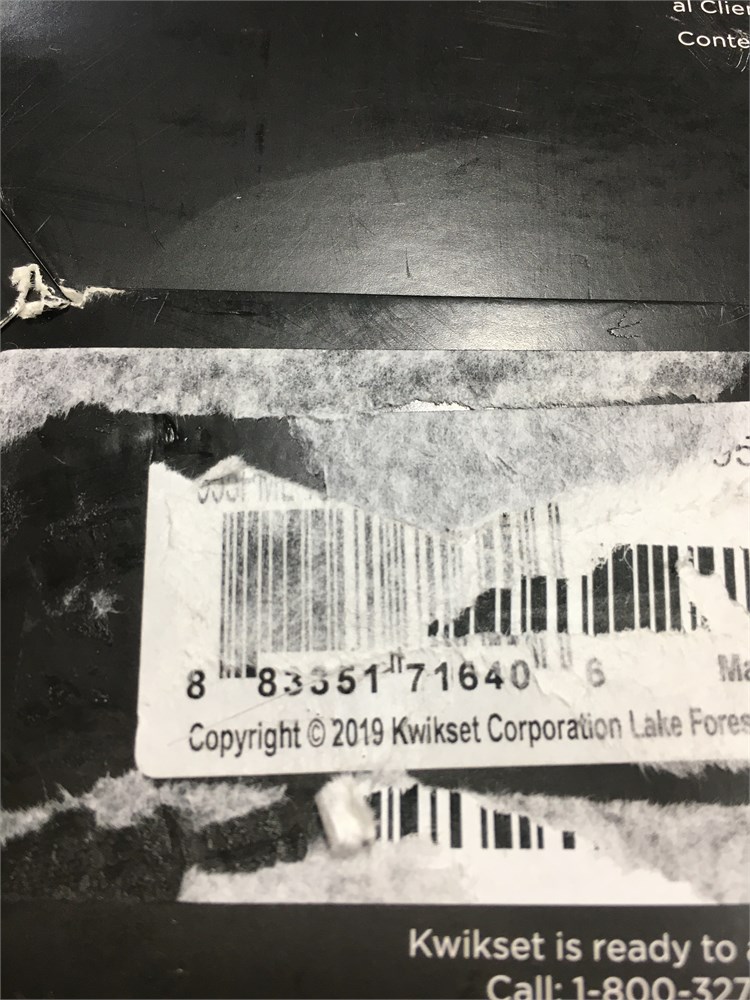 al Clie
Conte
8 83351 71640 6
Ma
Copyright © 2019 Kwikset Corporation Lake Fores
Kwikset is ready to a
Call: 1-800-327